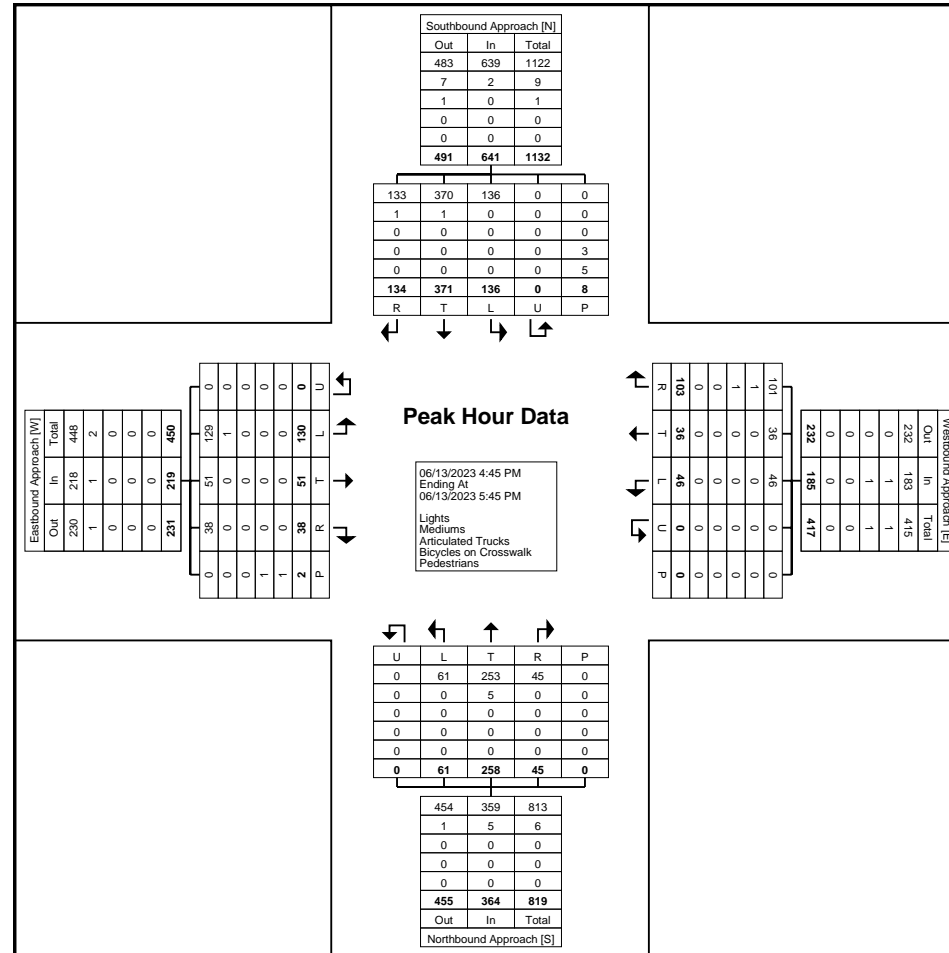 Southbound Approach [N]
Out In Total
483 639 1122
7 2 9
1 0 1
0 0 0
0 0 0
491 641 1132
133 370 136 0 0
1 1 0 0 0
0 0 0 0 0
0 0 0 0 3
0 0 0 0 5
134 371 136 0 8
R T L U P
Eastbound Approach [W]
Total 448 2 0 0 0 450
In 218 1 0 0 0 219
Out 230 1 0 0 0 231
0 0 0 0 0 0 U
129 1 0 0 0 130 L
51 0 0 0 0 51 T
38 0 0 0 0 38 R
0 0 0 1 1 2 P
Peak Hour Data
06/13/2023 4:45 PM
Ending At
06/13/2023 5:45 PM
Lights
Mediums
Articulated Trucks
Bicycles on Crosswalk
Pedestrians
R 103 0 0 1 1 101
T 36 0 0 0 0 36
L 46 0 0 0 0 46
U 0 0 0 0 0 0
P 0 0 0 0 0 0
Westbound Approach [E]
Out 232 0 0 0 0 232
In 183 1 1 0 0 185
Total 415 1 1 0 0 417
U L T R P
0 61 253 45 0
0 0 5 0 0
0 0 0 0 0
0 0 0 0 0
0 0 0 0 0
0 61 258 45 0
454 359 813
1 5 6
0 0 0
0 0 0
0 0 0
455 364 819
Out In Total
Northbound Approach [S]